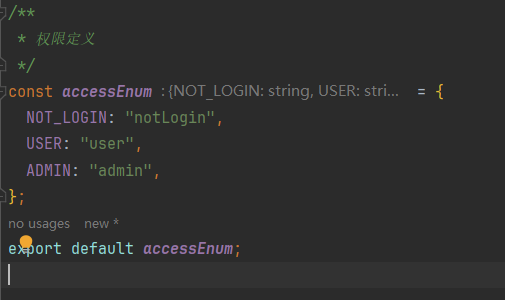 /**
 * 权限定义
 */
const accessEnum : {NOT_LOGIN: string, USER: stri... = {
  NOT_LOGIN: "notLogin",
  USER: "user",
  ADMIN: "admin",
};
no usages   new *
export default accessEnum;